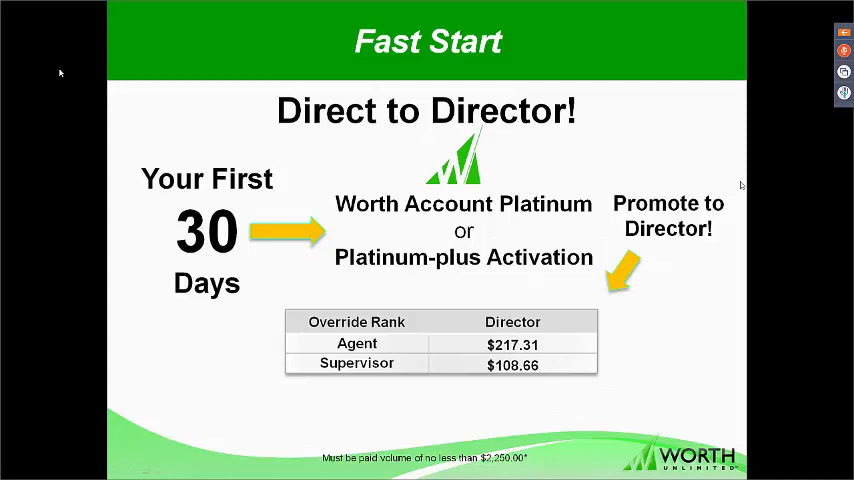 Fast Start
Direct to Director!
Your First
30
Days
Worth Account Platinum
or
Platinum-plus Activation
Promote to
Director!
Override Rank Director
Agent $217.31
Supervisor $108.66
Must be paid volume of no less than $2,250.00*
WORTH
UNLIMITED